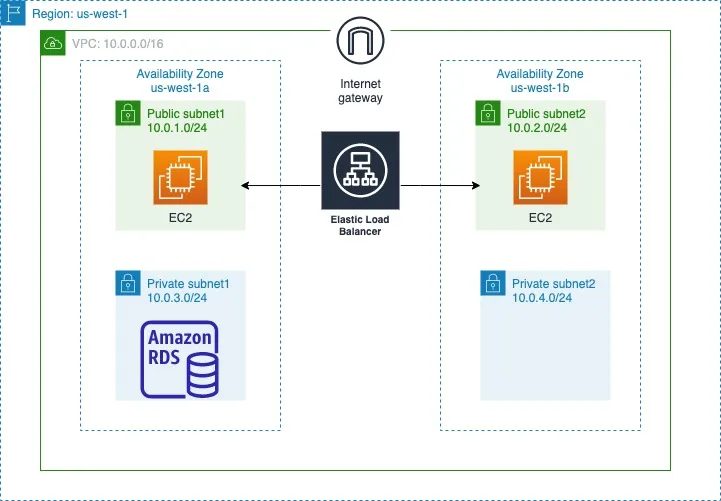 Region: us-west-1
VPC: 10.0.0.0/16
Internet
gateway
Availability Zone
us-west-1a
Public subnet1
10.0.1.0/24
EC2
Elastic Load
Balancer
Availability Zone
us-west-1b
Public subnet2
10.0.2.0/24
EC2
Private subnet1
10.0.3.0/24
Amazon
RDS
Private subnet2
10.0.4.0/24